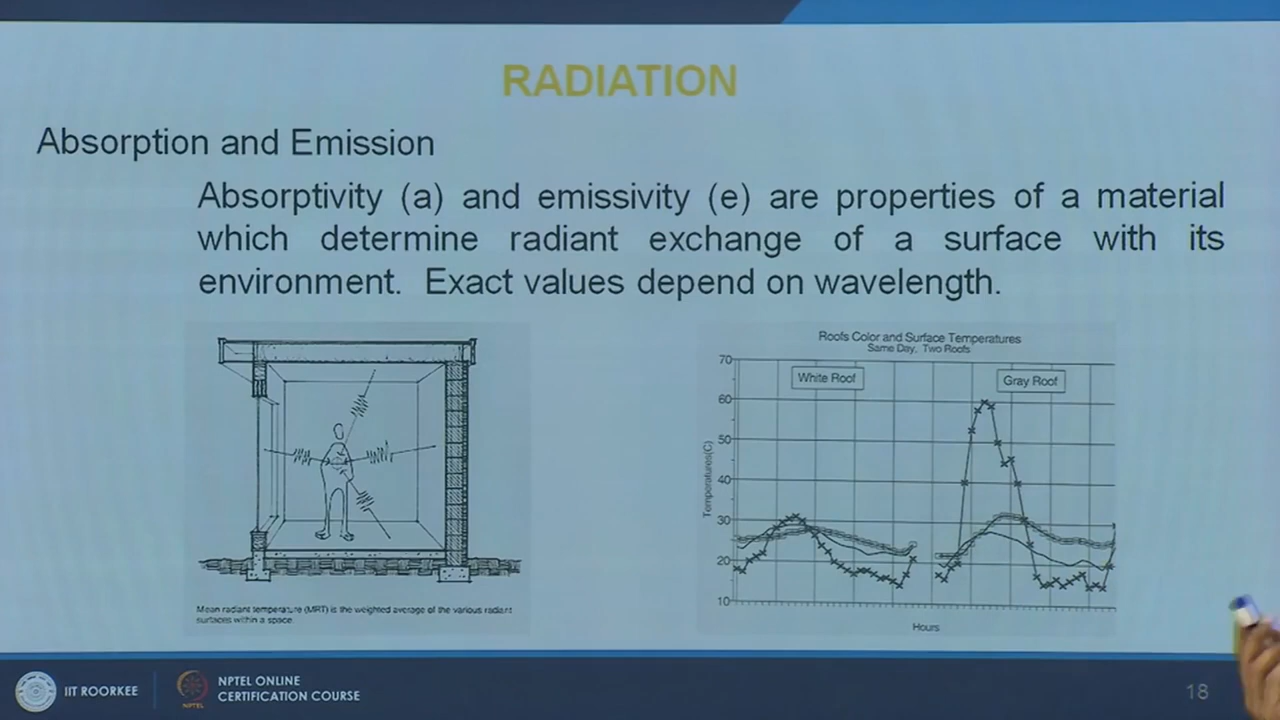 RADIATION
Absorption and Emission
Absorptivity (a) and emissivity (e) are properties of a material
which determine radiant exchange of a surface with its
environment. Exact values depend on wavelength.
Mean radiant temperature (MRT) is the weighted average of the various radiant
surfaces within a space.
Roofs Color and Surface Temperatures
Same Day, Two Roofs
White Roof
Gray Roof
Temperatures(C)
70
60
50
40
30
20
10
Hours
IIT ROORKEE
NPTEL
NPTEL ONLINE
CERTIFICATION COURSE
18